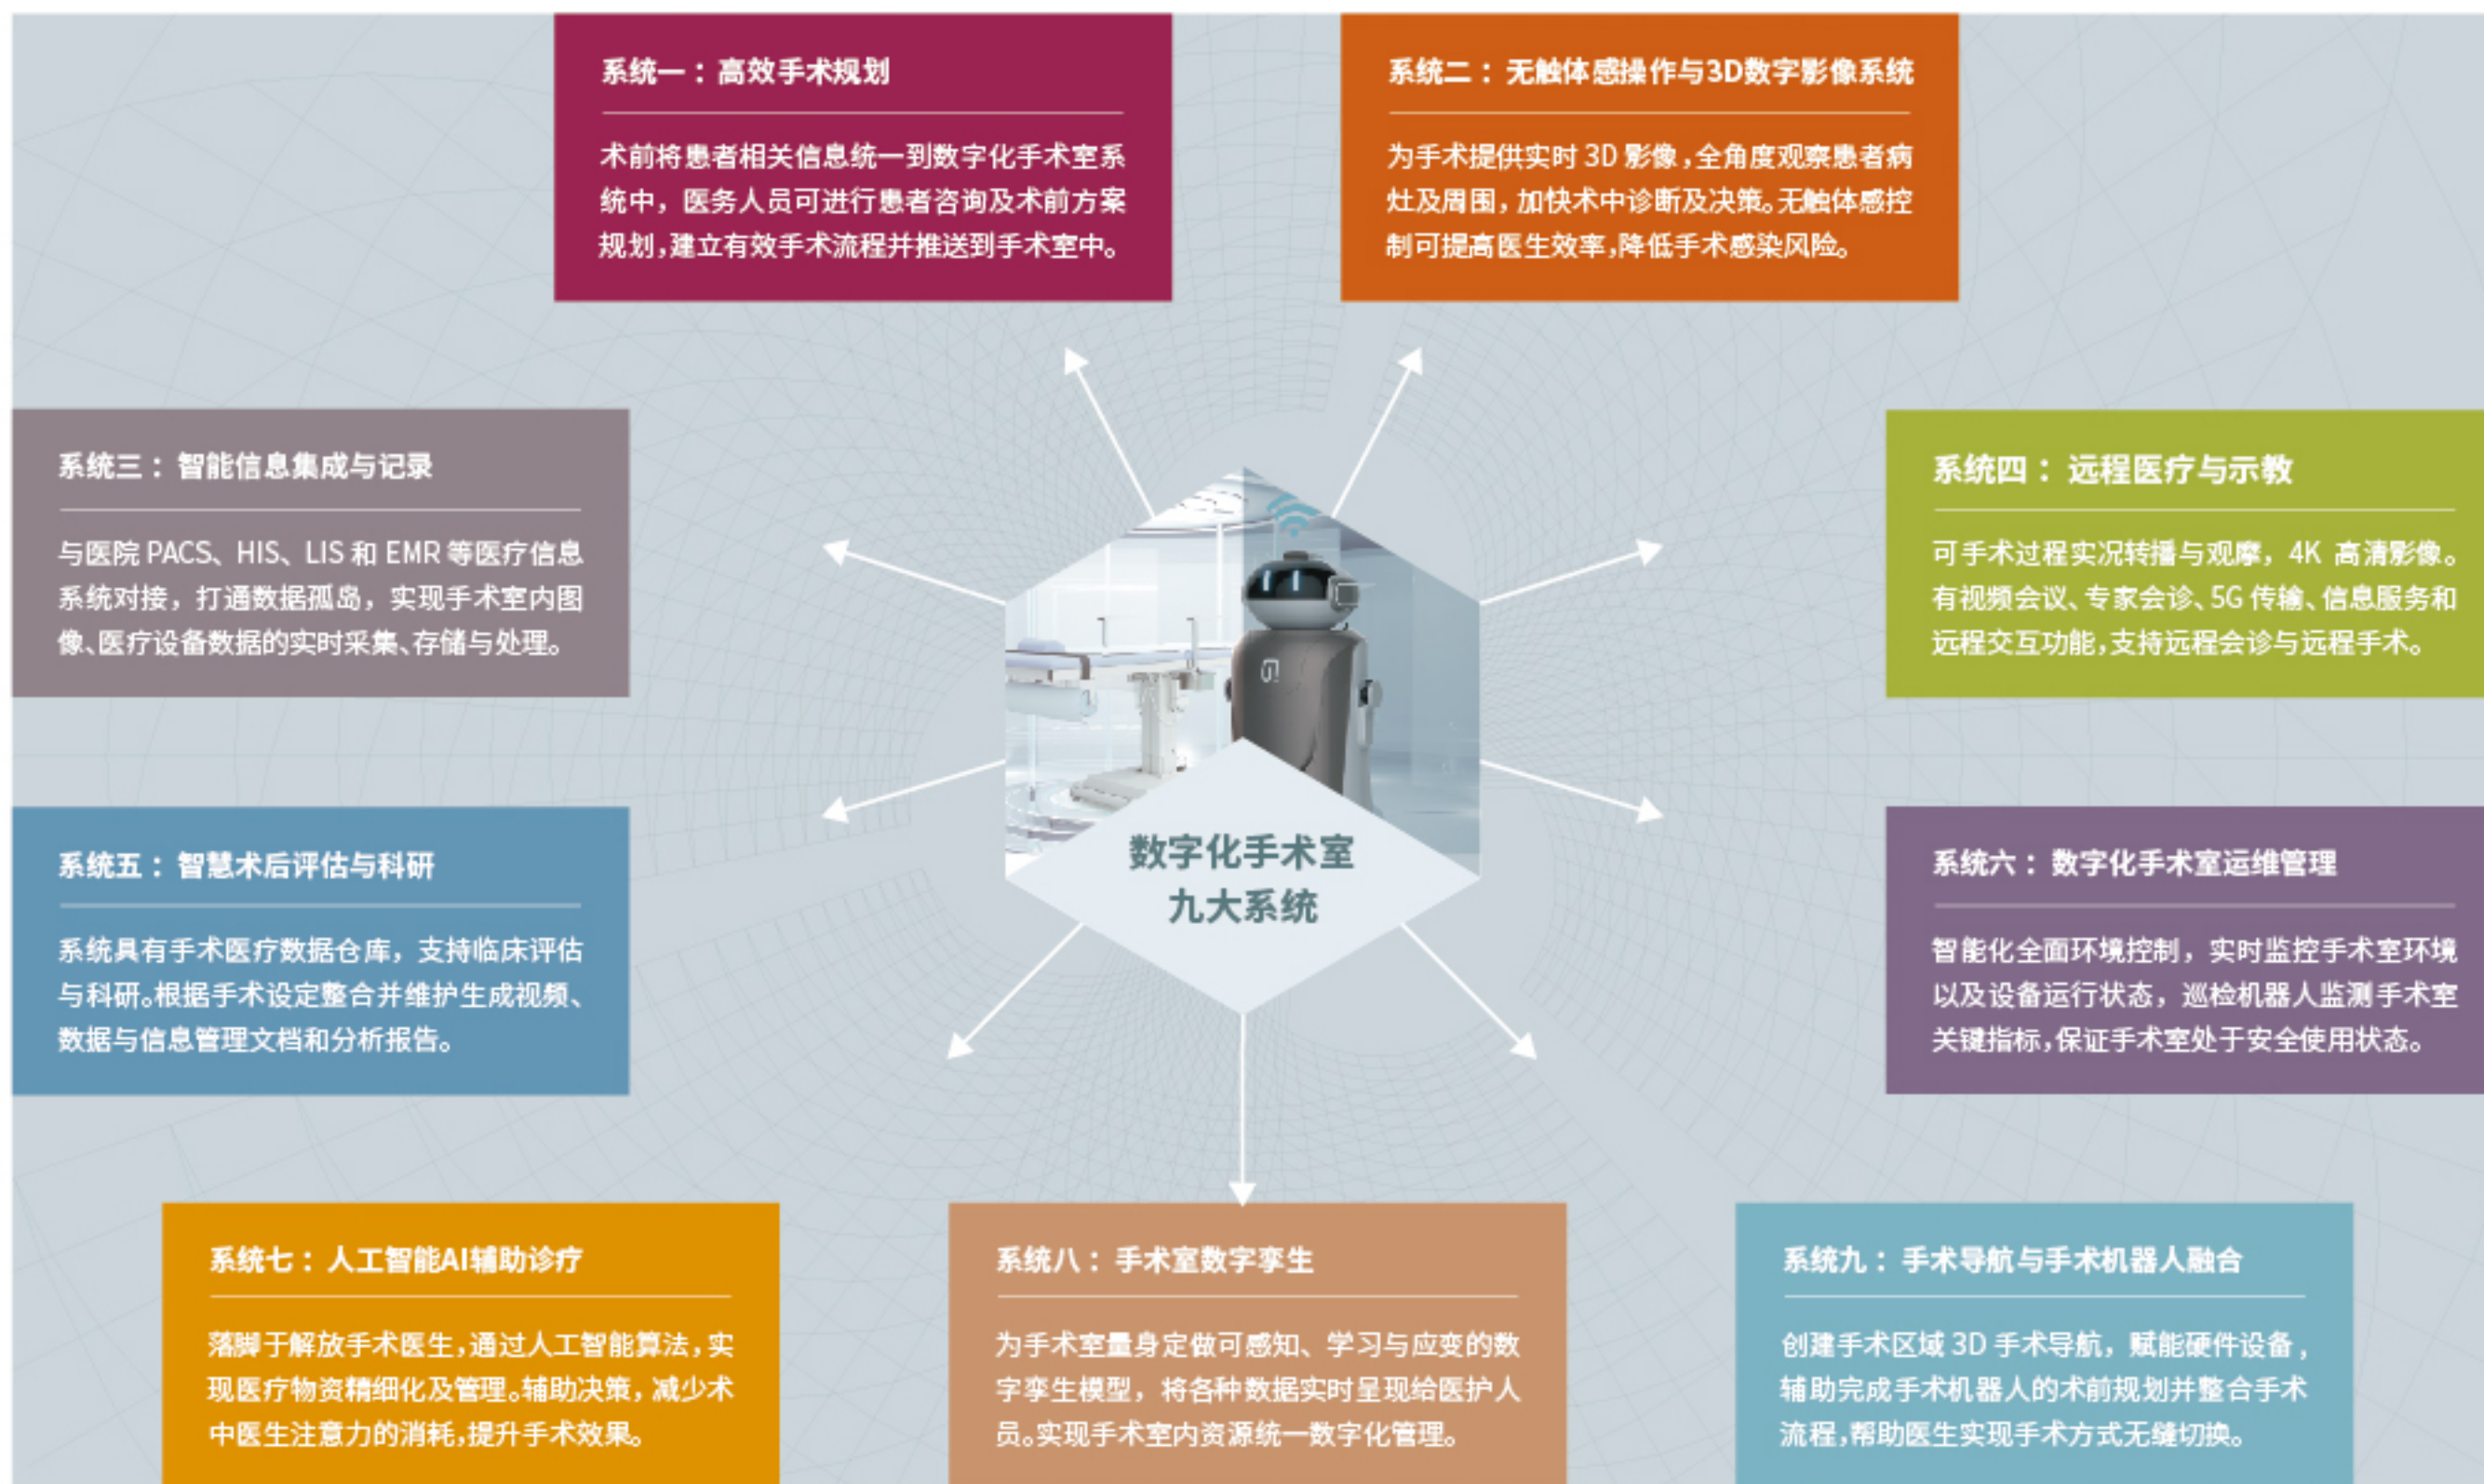 系统一：高效手术规划
术前将患者相关信息统一到数字化手术室系
统中，医务人员可进行患者咨询及术前方案
规划，建立有效手术流程并推送到手术室中。
系统二：无触体感操作与3D数字影像系统
为手术提供实时 3D 影像，全角度观察患者病
灶及周围，加快术中诊断及决策。无触体感控
制可提高医生效率，降低手术感染风险。
系统三：智能信息集成与记录
与医院 PACS、HIS、LIS 和 EMR 等医疗信息
系统对接，打通数据孤岛，实现手术室内图
像、医疗设备数据的实时采集、存储与处理。
系统四：远程医疗与示教
可手术过程实况转播与观摩，4K 高清影像。
有视频会议、专家会诊、5G 传输、信息服务和
远程交互功能，支持远程会诊与远程手术。
数字化手术室
九大系统
系统五：智慧术后评估与科研
系统具有手术医疗数据仓库，支持临床评估
与科研。根据手术设定整合并维护生成视频、
数据与信息管理文档和分析报告。
系统六：数字化手术室运维管理
智能化全面环境控制，实时监控手术室环境
以及设备运行状态，巡检机器人监测手术室
关键指标，保证手术室处于安全使用状态。
系统七：人工智能AI辅助诊疗
落脚于解放手术医生，通过人工智能算法，实
现医疗物资精细化及管理。辅助决策，减少术
中医生注意力的消耗，提升手术效果。
系统八：手术室数字孪生
为手术室量身定做可感知、学习与应变的数
字孪生模型，将各种数据实时呈现给医护人
员。实现手术室内资源统一数字化管理。
系统九：手术导航与手术机器人融合
创建手术区域 3D 手术导航，赋能硬件设备，
辅助完成手术机器人的术前规划并整合手术
流程，帮助医生实现手术方式无缝切换。